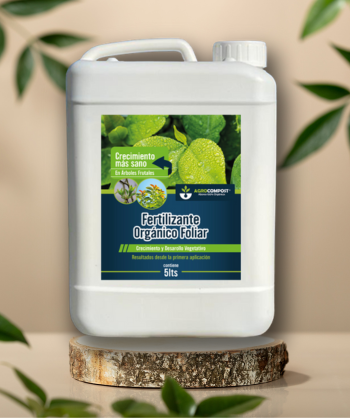 Crecimiento
más sano
En Árboles Frutales
AGROCOMPOST
Fertilizante
Orgánico Foliar
Crecimiento y Desarrollo Vegetativo
Resultados desde la primera aplicación
contiene
5lts